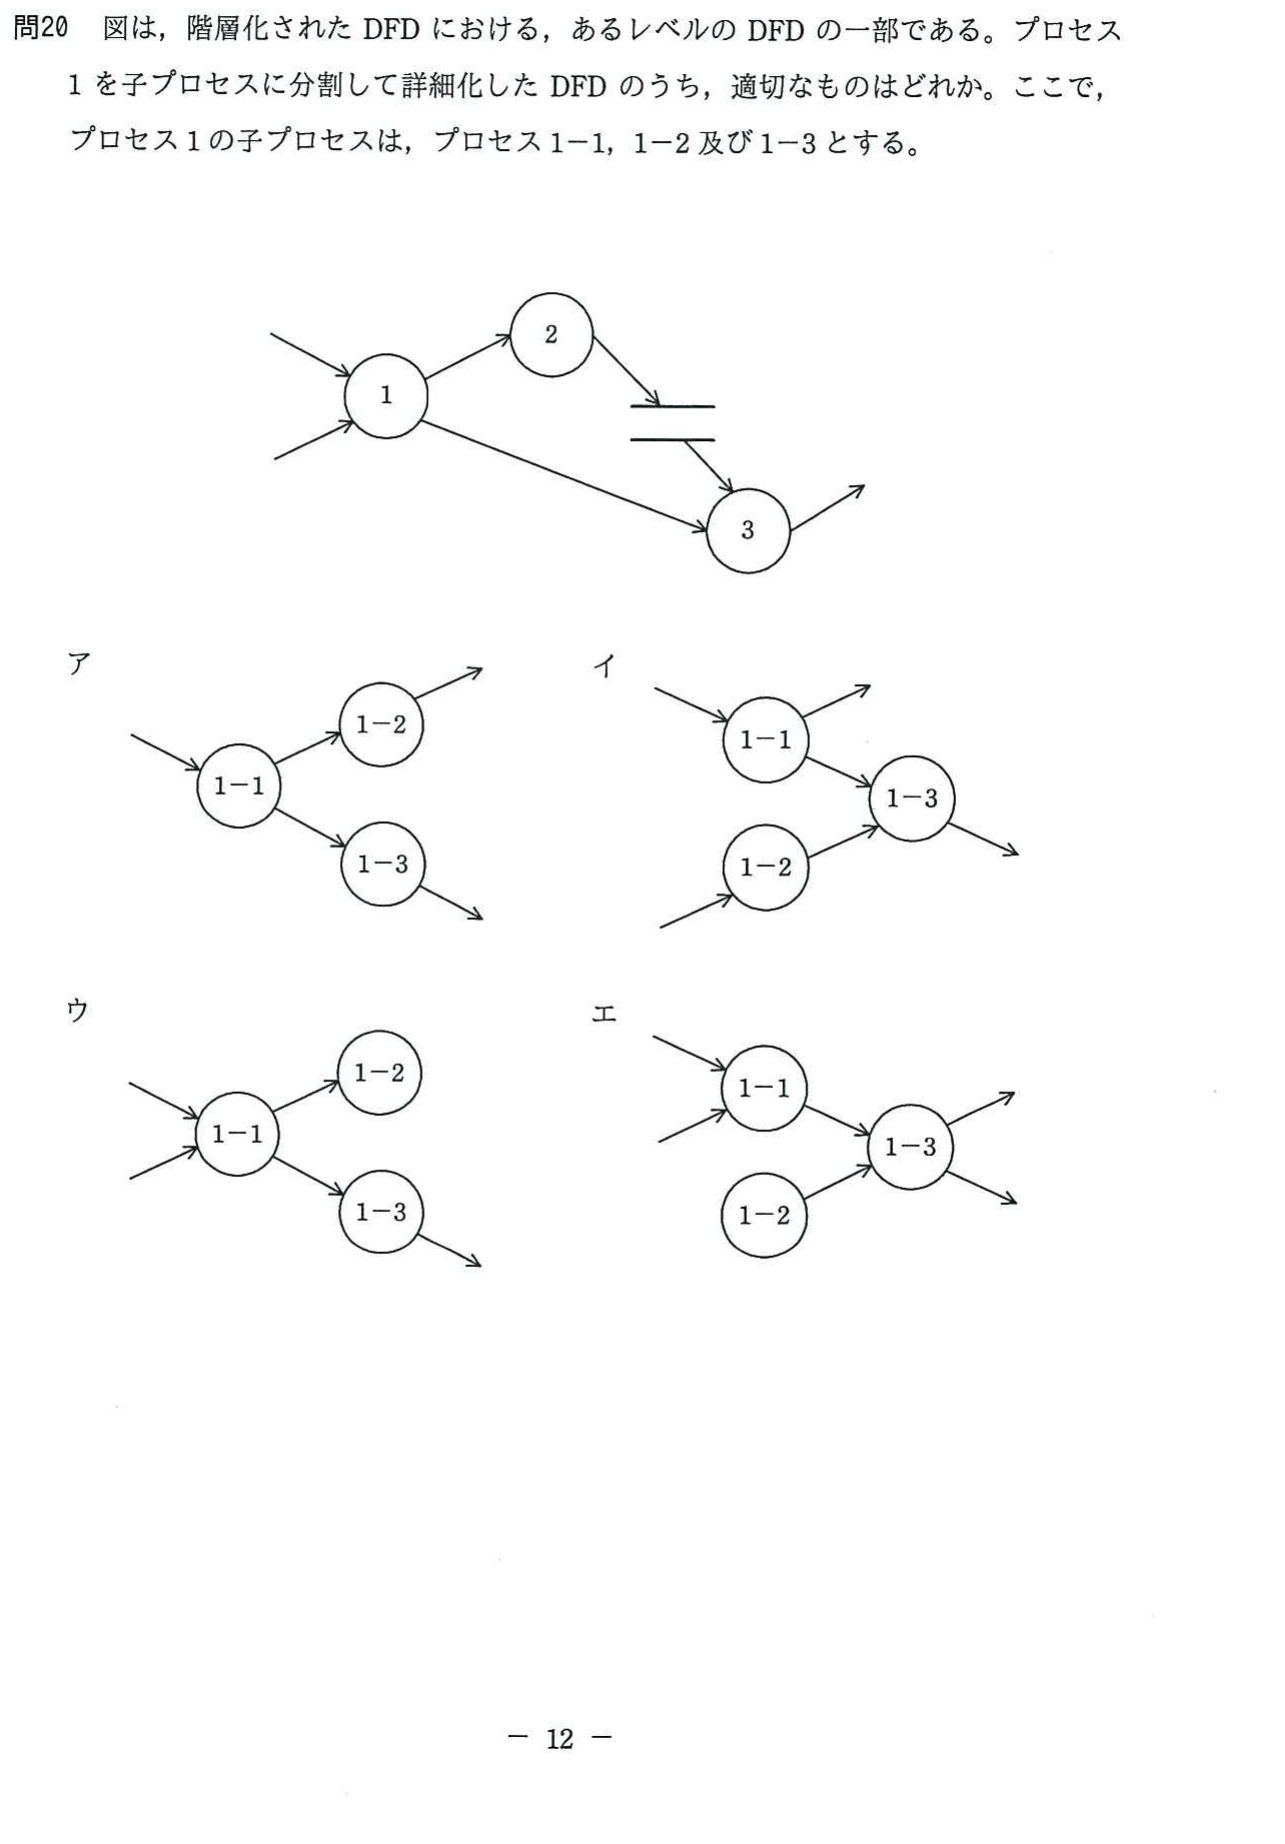 問20　図は，階層化された DFD における，あるレベルの DFD の一部である。プロセス
1 を子プロセスに分割して詳細化した DFD のうち，適切なものはどれか。ここで，
プロセス1の子プロセスは，プロセス1−1，1−2及び1−3とする。
2
1
3
ア
イ
1−2
1−1
1−1
1−3
1−3
1−2
ウ
エ
1−2
1−1
1−1
1−3
1−3
1−2
− 12 −